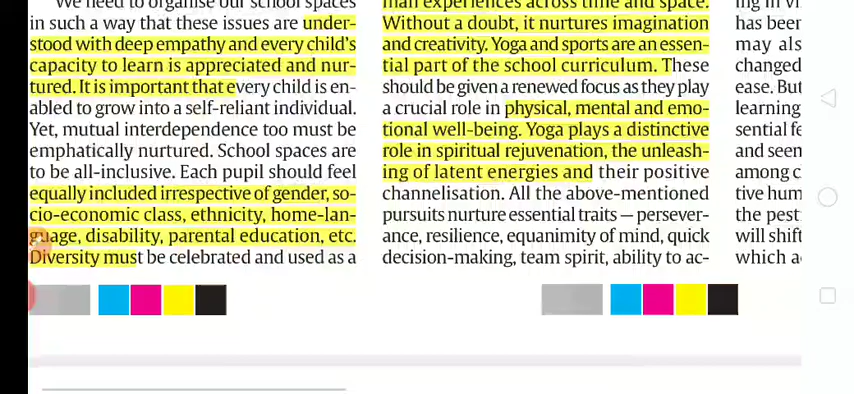 We need to organise our school spaces
in such a way that these issues are under-
stood with deep empathy and every child's
capacity to learn is appreciated and nur-
tured. It is important that every child is en-
abled to grow into a self-reliant individual.
Yet, mutual interdependence too must be
emphatically nurtured. School spaces are
to be all-inclusive. Each pupil should feel
equally included irrespective of gender, so-
cio-economic class, ethnicity, home-lan-
guage, disability, parental education, etc.
Diversity must be celebrated and used as a
man experiences across time and space.
Without a doubt, it nurtures imagination
and creativity. Yoga and sports are an essen-
tial part of the school curriculum. These
should be given a renewed focus as they play
a crucial role in physical, mental and emo-
tional well-being. Yoga plays a distinctive
role in spiritual rejuvenation, the unleash-
ing of latent energies and their positive
channelisation. All the above-mentioned
pursuits nurture essential traits — persever-
ance, resilience, equanimity of mind, quick
decision-making, team spirit, ability to ac-
ing in
has been
may
changed
ease. But
learning
sential
and seen
among
tive hum
the pest
will shift
which